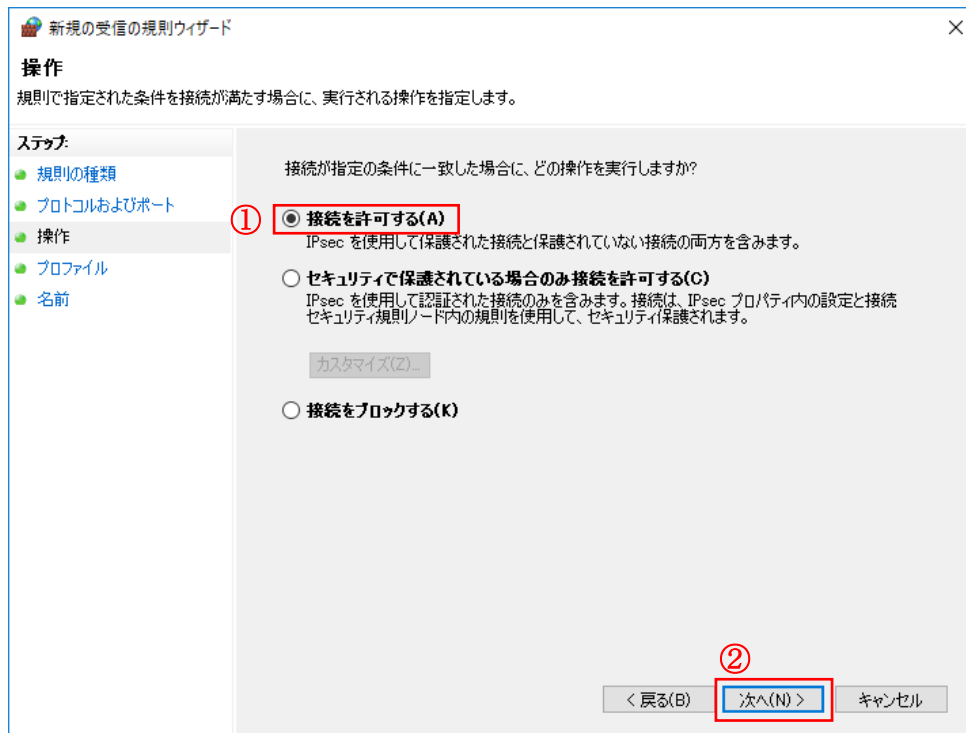 新規の受信の規則ウィザード
操作
規則で指定された条件を接続が満たす場合に、実行される操作を指定します。
ステップ:
規則の種類
プロトコルおよびポート
操作
プロファイル
名前
接続が指定の条件に一致した場合に、どの操作を実行しますか?
①
接続を許可する(A)
IPsec を使用して保護された接続と保護されていない接続の両方を含みます。
セキュリティで保護されている場合のみ接続を許可する(C)
IPsec を使用して認証された接続のみを含みます。接続は、IPsec プロパティ内の設定と接続
セキュリティ規則ノード内の規則を使用して、セキュリティ保護されます。
カスタマイズ(Z)...
接続をブロックする(K)
②
< 戻る(B)
次へ(N) >
キャンセル